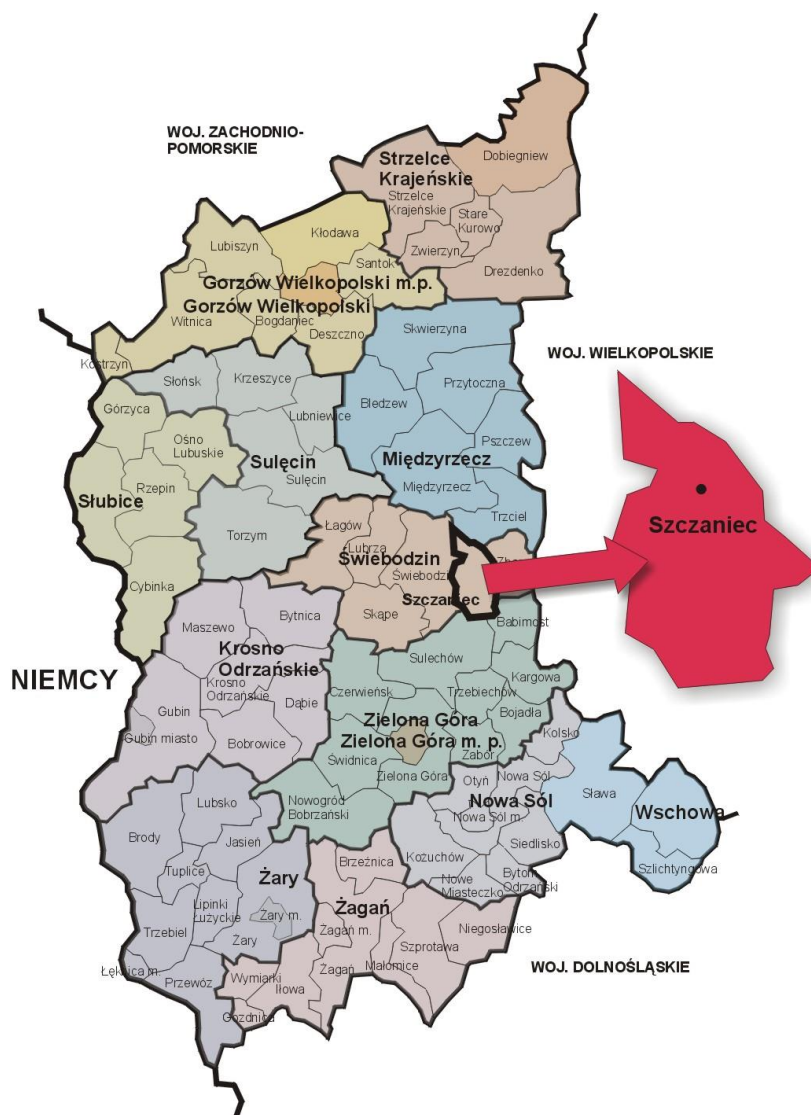 WOJ. ZACHODNIO-
POMORSKIE
Dobiegniew
Strzelce
Krajeńskie
Strzelce
Krajeńskie
Stare
Kurowo
Zwierzyn
Drezdenko
Kłodawa
Lubiszyn
Santok
Gorzów Wielkopolski m.p.
Gorzów Wielkopolski
Witnica
Bogdaniec
Deszczno
Kostrzyn
Skwierzyna
WOJ. WIELKOPOLSKIE
Słońsk
Krzeszyce
Lubniewice
Bledzew
Przytoczna
Górzyca
Ośno
Lubuskie
Pszczew
Sulęcin
Sulęcin
Międzyrzecz
Międzyrzecz
Rzepin
Słubice
Trzciel
Szczaniec
Torzym
Łagów
Lubrza
Świebodzin
Świebodzi
Cybinka
Szczaniec
Skąpe
Bytnica
Babimost
Maszewo
Krosno
Odrzańskie
Krosno
Odrzańskie
Sulechów
Kargowa
NIEMCY
Czerwieńsk
Trzebiechów
Dąbie
Bojadła
Gubin
Gubin miasto
Bobrowice
Zielona Góra
Zielona Góra m. p.
Zabór
Kolsko
Świdnica
Zielona Góra
Otyń
Nowa Sól
Nowa Sól
Nowa Sól m.
Sława
Wschowa
Nowogród
Bobrzański
Lubsko
Brody
Jasień
Siedlisko
Szlichtyngowa
Brzeźnica
Kożuchów
Tuplice
Żary
Nowe
Miasteczko
Bytom
Odrzański
Lipinki
Łużyckie
Żary m.
Żagań
Żagań m.
Trzebiel
Żary
Szprotawa
Niegosławice
Łęknica m.
Przewóz
Wymiarki
Iłowa
Żagań
Małomice
WOJ. DOLNOŚLĄSKIE
Gozdnica